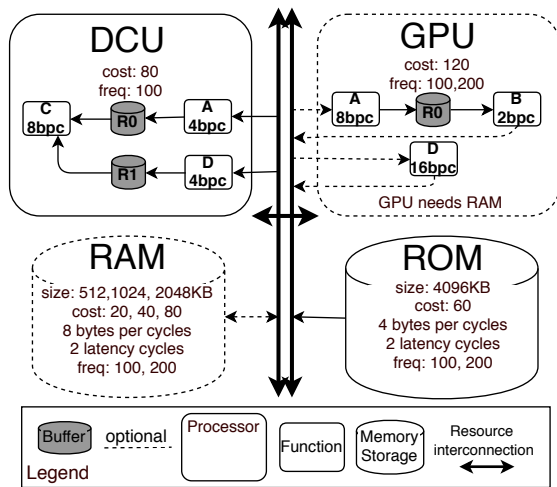 DCU
cost: 80
freq: 100
C
8bpc
R0
A
4bpc
R1
D
4bpc
GPU
cost: 120
freq: 100,200
A
8bpc
R0
B
2bpc
D
16bpc
GPU needs RAM
RAM
size: 512,1024, 2048KB
cost: 20, 40, 80
8 bytes per cycles
2 latency cycles
freq: 100, 200
ROM
size: 4096KB
cost: 60
4 bytes per cycles
2 latency cycles
freq: 100, 200
Buffer
optional
Processor
Function
Memory
Storage
Resource
interconnection
Legend